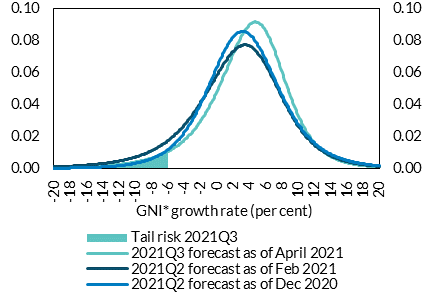 0.10 0.10
0.08 0.08
0.06 0.06
0.04 0.04
0.02 0.02
0.00 0.00
-20 -18 -16 -14 -12 -10 -8 -6 -4 -2 0 2 4 6 8 10 12 14 16 18 20
GNI* growth rate (per cent)
Tail risk 2021Q3
2021Q3 forecast as of April 2021
2021Q2 forecast as of Feb 2021
2021Q2 forecast as of Dec 2020